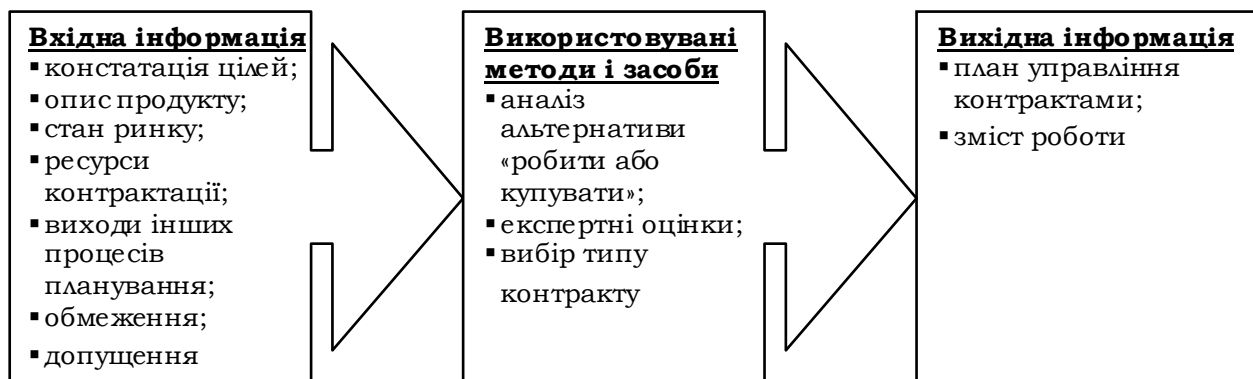 Вхідна інформація
▪ констатація цілей;
▪ опис продукту;
▪ стан ринку;
▪ ресурси
контрактації;
▪ виходи інших
процесів
планування;
▪ обмеження;
▪ допущення
Використовувані
методи і засоби
▪ аналіз
альтернативи
«робити або
купувати»;
▪ експертні оцінки;
▪ вибір типу
контракту
Вихідна інформація
▪ план управління
контрактами;
▪ зміст роботи